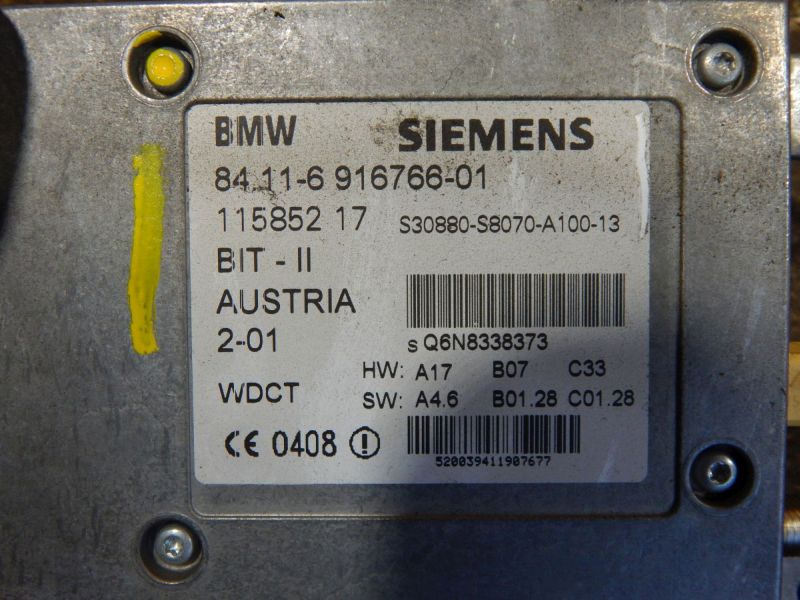 BMW SIEMENS
84.11-6 916766-01
115852 17 S30880-S8070-A100-13
BIT - II
AUSTRIA
2-01 s Q6N8338373
HW: A17 B07 C33
WDCT SW: A4.6 B01.28 C01.28
CE 0408
520039411907677